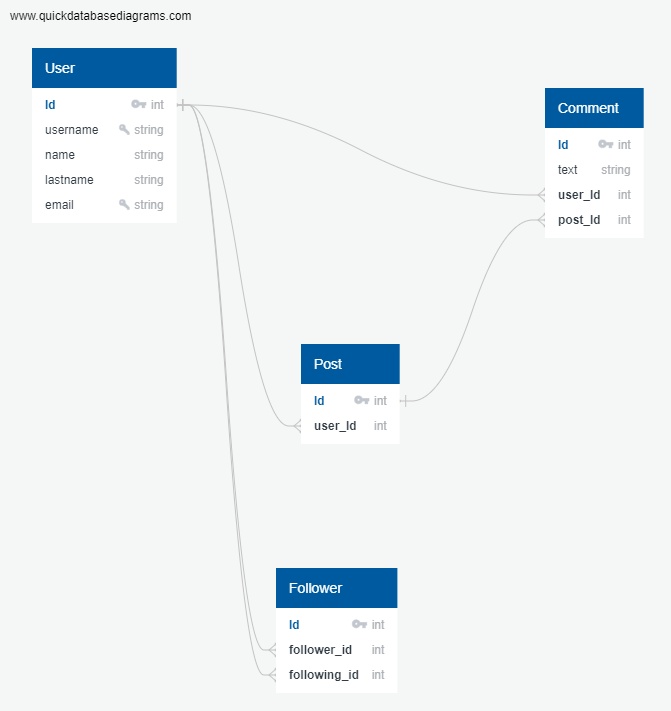 www.quickdatabasediagrams.com
User
Id int
username string
name string
lastname string
email string
Comment
Id int
text string
user_Id int
post_Id int
Post
Id int
user_Id int
Follower
Id int
follower_id int
following_id int